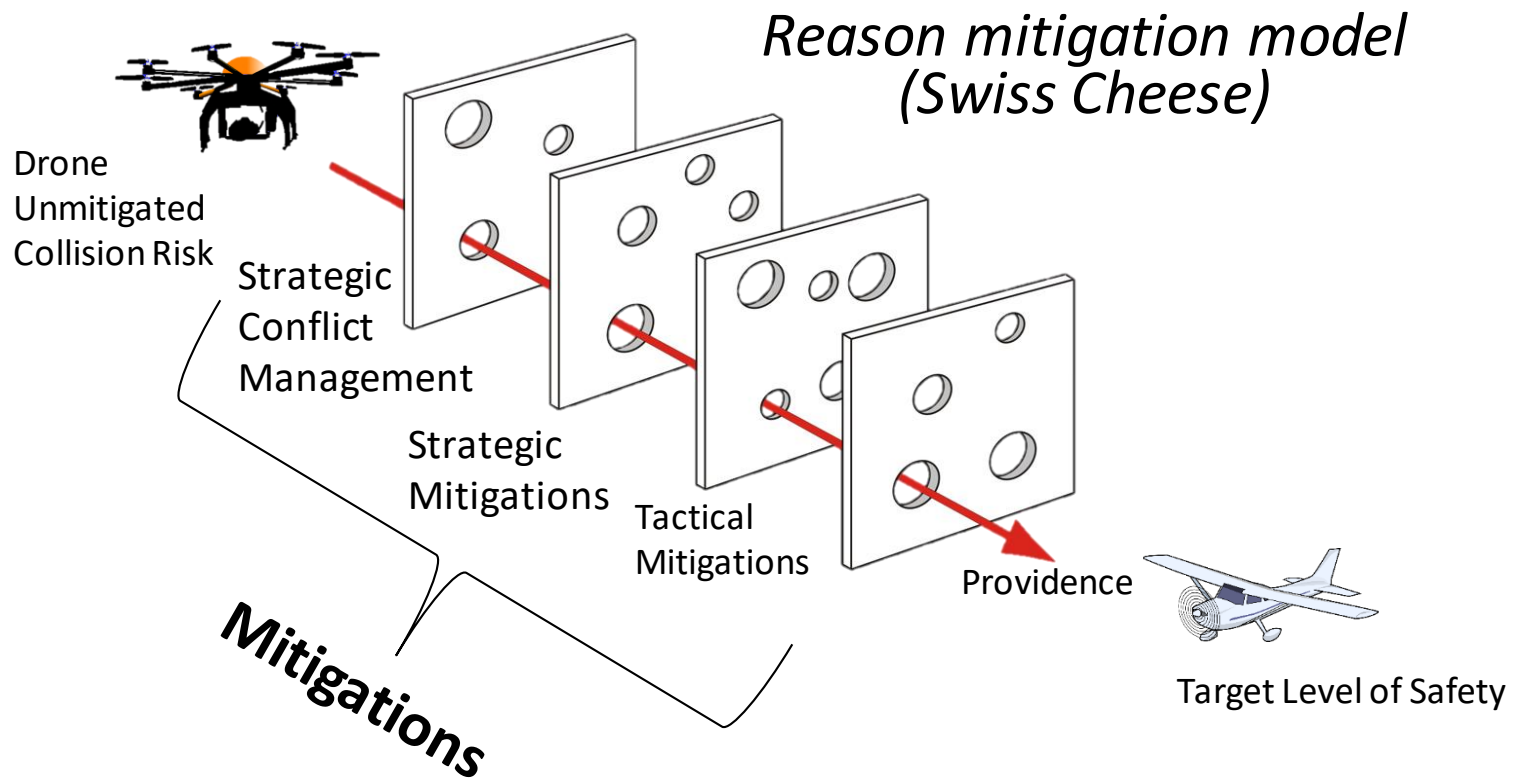 Reason mitigation model
(Swiss Cheese)
Drone
Unmitigated
Collision Risk
Strategic
Conflict
Management
Strategic
Mitigations
Tactical
Mitigations
Providence
Mitigations
Target Level of Safety